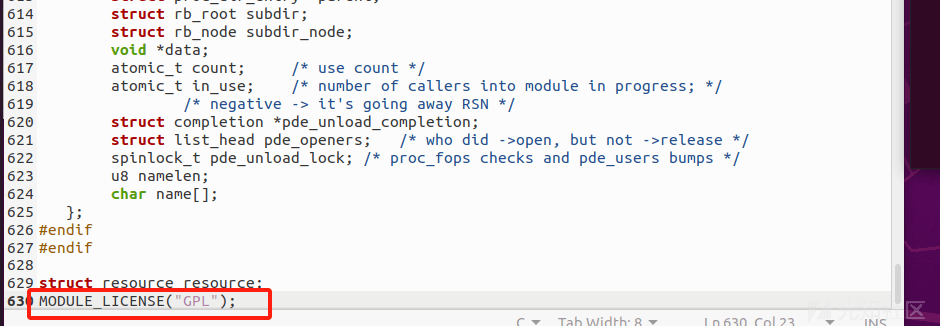 614 struct rb_root subdir;
615 struct rb_node subdir_node;
616 void *data;
617 atomic_t count; /* use count */
618 atomic_t in_use; /* number of callers into module in progress; */
619 /* negative -> it's going away RSN */
620 struct completion *pde_unload_completion;
621 struct list_head pde_openers; /* who did ->open, but not ->release */
622 spinlock_t pde_unload_lock; /* proc_fops checks and pde_users bumps */
623 u8 namelen;
624 char name[];
625 };
626 #endif
627 #endif
628
629 struct resource resource;
630 MODULE_LICENSE("GPL");
C Tab Width: 8 Ln 630, Col 23 INS